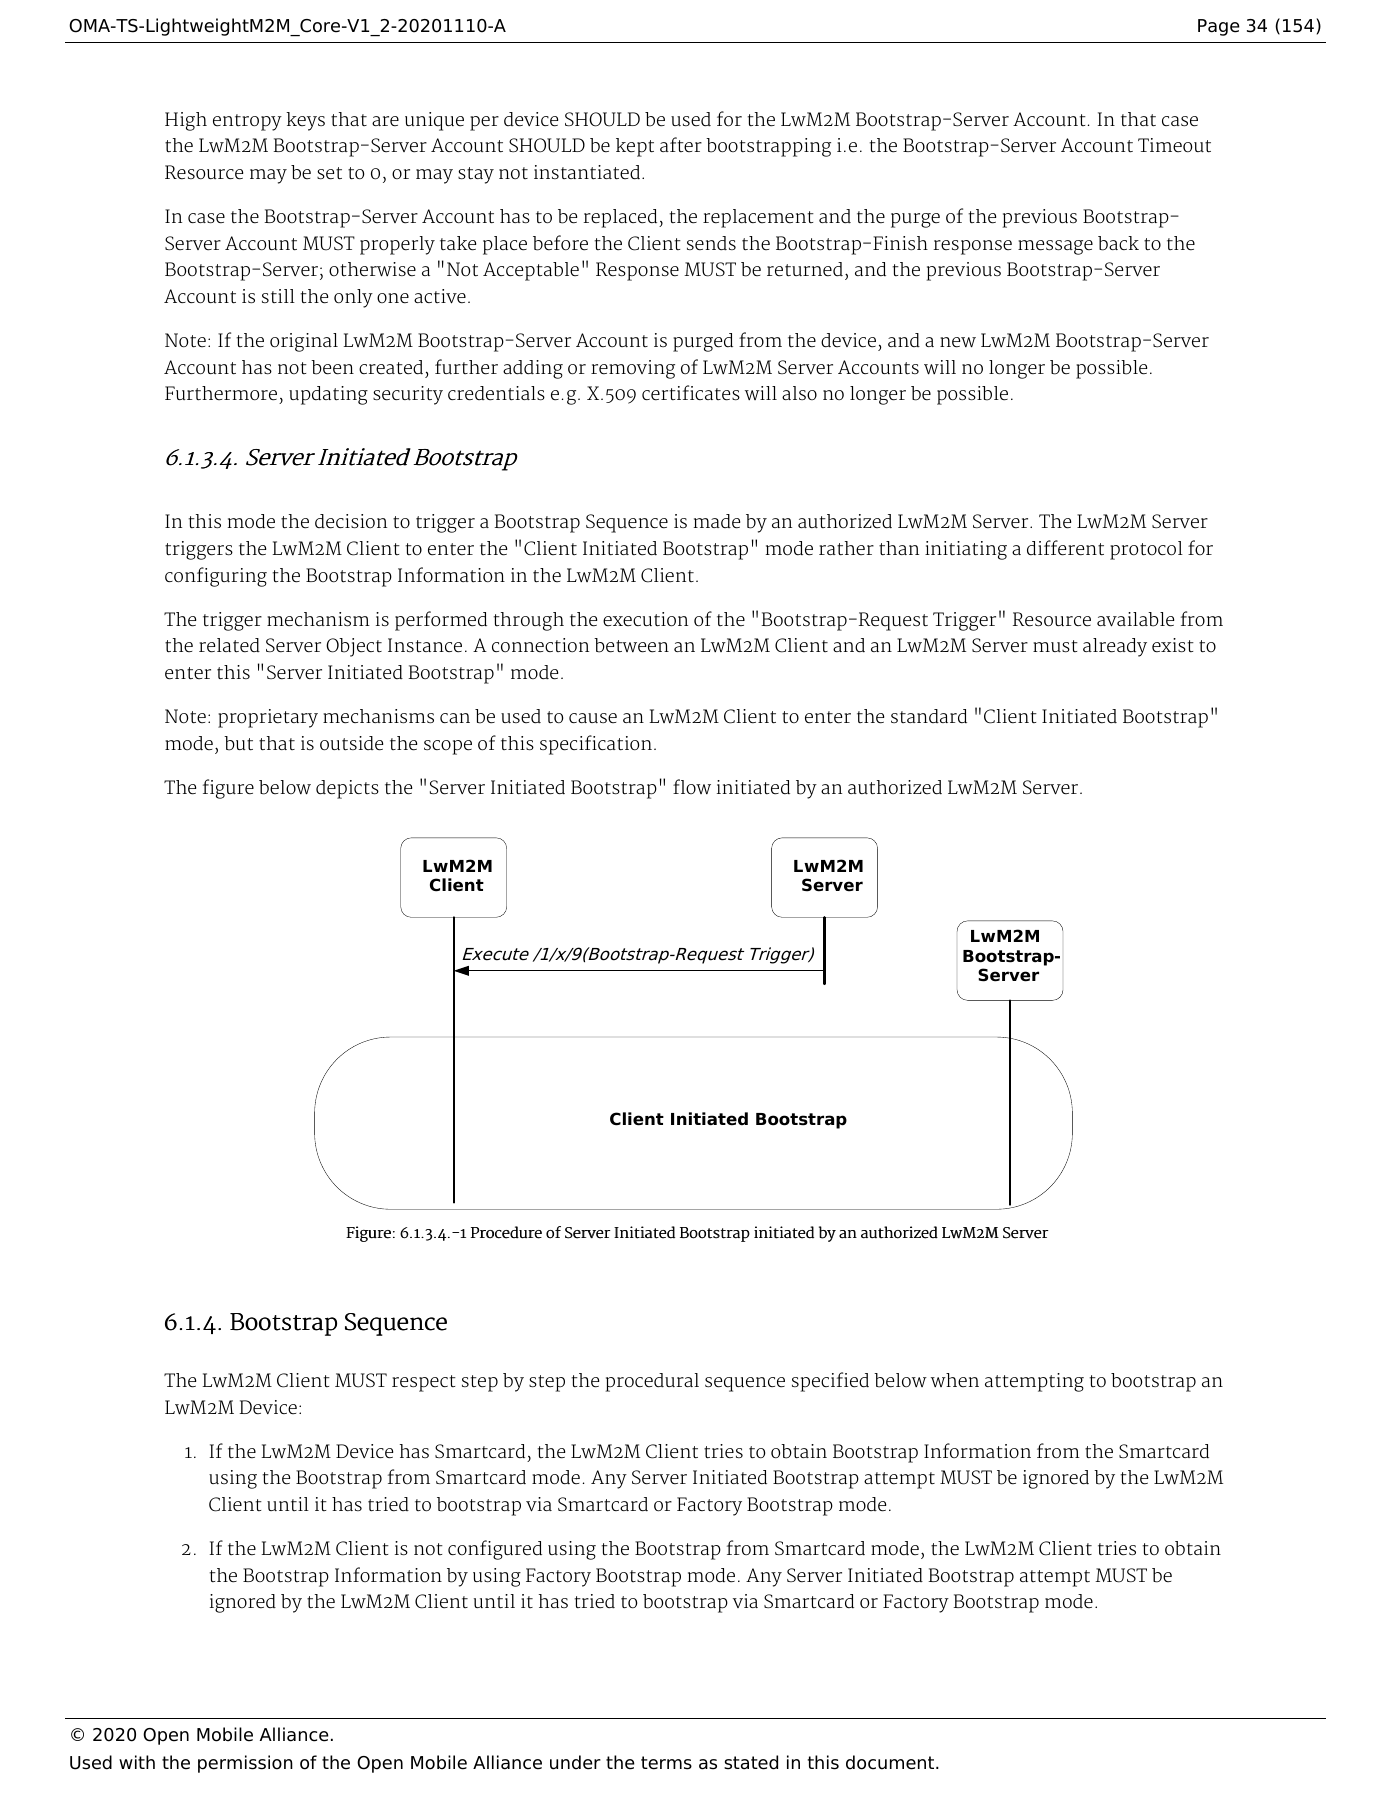 OMA-TS-LightweightM2M_Core-V1_2-20201110-A
Page 34 (154)
High entropy keys that are unique per device SHOULD be used for the LwM2M Bootstrap-Server Account. In that case
the LwM2M Bootstrap-Server Account SHOULD be kept after bootstrapping i.e. the Bootstrap-Server Account Timeout
Resource may be set to 0, or may stay not instantiated.
In case the Bootstrap-Server Account has to be replaced, the replacement and the purge of the previous Bootstrap-
Server Account MUST properly take place before the Client sends the Bootstrap-Finish response message back to the
Bootstrap-Server; otherwise a "Not Acceptable" Response MUST be returned, and the previous Bootstrap-Server
Account is still the only one active.
Note: If the original LwM2M Bootstrap-Server Account is purged from the device, and a new LwM2M Bootstrap-Server
Account has not been created, further adding or removing of LwM2M Server Accounts will no longer be possible.
Furthermore, updating security credentials e.g. X.509 certificates will also no longer be possible.
6.1.3.4. Server Initiated Bootstrap
In this mode the decision to trigger a Bootstrap Sequence is made by an authorized LwM2M Server. The LwM2M Server
triggers the LwM2M Client to enter the "Client Initiated Bootstrap" mode rather than initiating a different protocol for
configuring the Bootstrap Information in the LwM2M Client.
The trigger mechanism is performed through the execution of the "Bootstrap-Request Trigger" Resource available from
the related Server Object Instance. A connection between an LwM2M Client and an LwM2M Server must already exist to
enter this "Server Initiated Bootstrap" mode.
Note: proprietary mechanisms can be used to cause an LwM2M Client to enter the standard "Client Initiated Bootstrap"
mode, but that is outside the scope of this specification.
The figure below depicts the "Server Initiated Bootstrap" flow initiated by an authorized LwM2M Server.
LwM2M
Client
LwM2M
Server
LwM2M
Bootstrap-
Server
Execute /1/x/9(Bootstrap-Request Trigger)
Client Initiated Bootstrap
Figure: 6.1.3.4.-1 Procedure of Server Initiated Bootstrap initiated by an authorized LwM2M Server
6.1.4. Bootstrap Sequence
The LwM2M Client MUST respect step by step the procedural sequence specified below when attempting to bootstrap an
LwM2M Device:
1. If the LwM2M Device has Smartcard, the LwM2M Client tries to obtain Bootstrap Information from the Smartcard
using the Bootstrap from Smartcard mode. Any Server Initiated Bootstrap attempt MUST be ignored by the LwM2M
Client until it has tried to bootstrap via Smartcard or Factory Bootstrap mode.
2. If the LwM2M Client is not configured using the Bootstrap from Smartcard mode, the LwM2M Client tries to obtain
the Bootstrap Information by using Factory Bootstrap mode. Any Server Initiated Bootstrap attempt MUST be
ignored by the LwM2M Client until it has tried to bootstrap via Smartcard or Factory Bootstrap mode.
© 2020 Open Mobile Alliance.
Used with the permission of the Open Mobile Alliance under the terms as stated in this document.